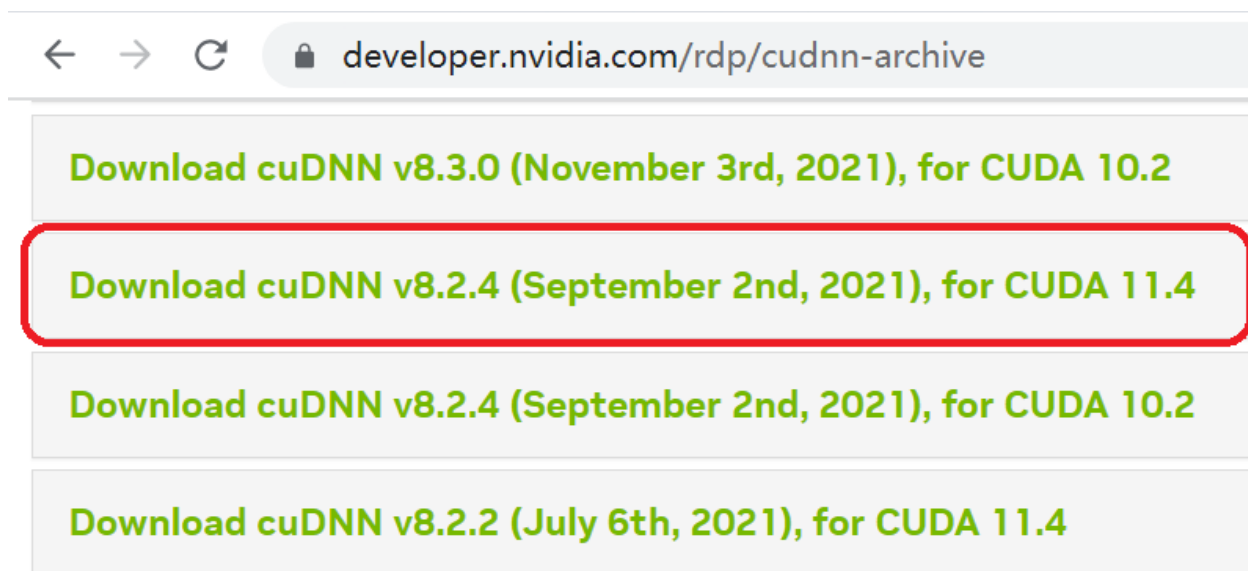 developer.nvidia.com/rdp/cudnn-archive
Download cuDNN v8.3.0 (November 3rd, 2021), for CUDA 10.2
Download cuDNN v8.2.4 (September 2nd, 2021), for CUDA 11.4
Download cuDNN v8.2.4 (September 2nd, 2021), for CUDA 10.2
Download cuDNN v8.2.2 (July 6th, 2021), for CUDA 11.4